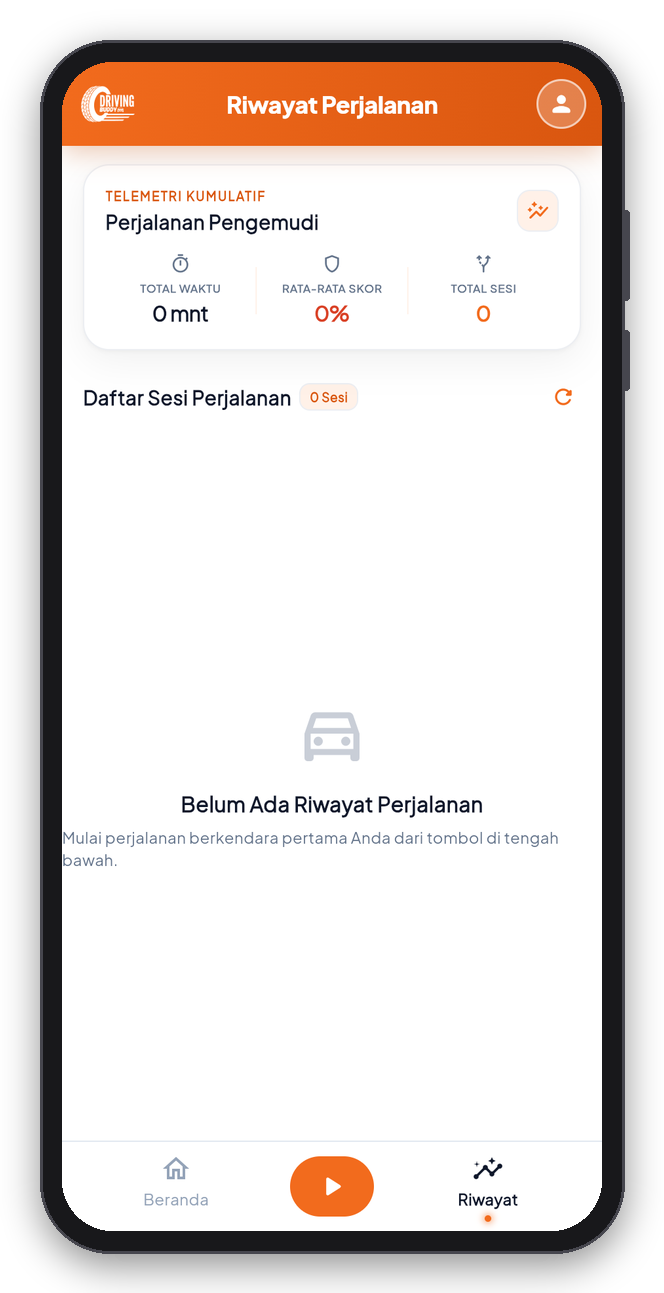 DRIVING
BUDDY
Riwayat Perjalanan
TELEMETRI KUMULATIF
Perjalanan Pengemudi
TOTAL WAKTU
0 mnt
RATA-RATA SKOR
0%
TOTAL SESI
0
Daftar Sesi Perjalanan
0 Sesi
Belum Ada Riwayat Perjalanan
Mulai perjalanan berkendara pertama Anda dari tombol di tengah
bawah.
Beranda
Riwayat